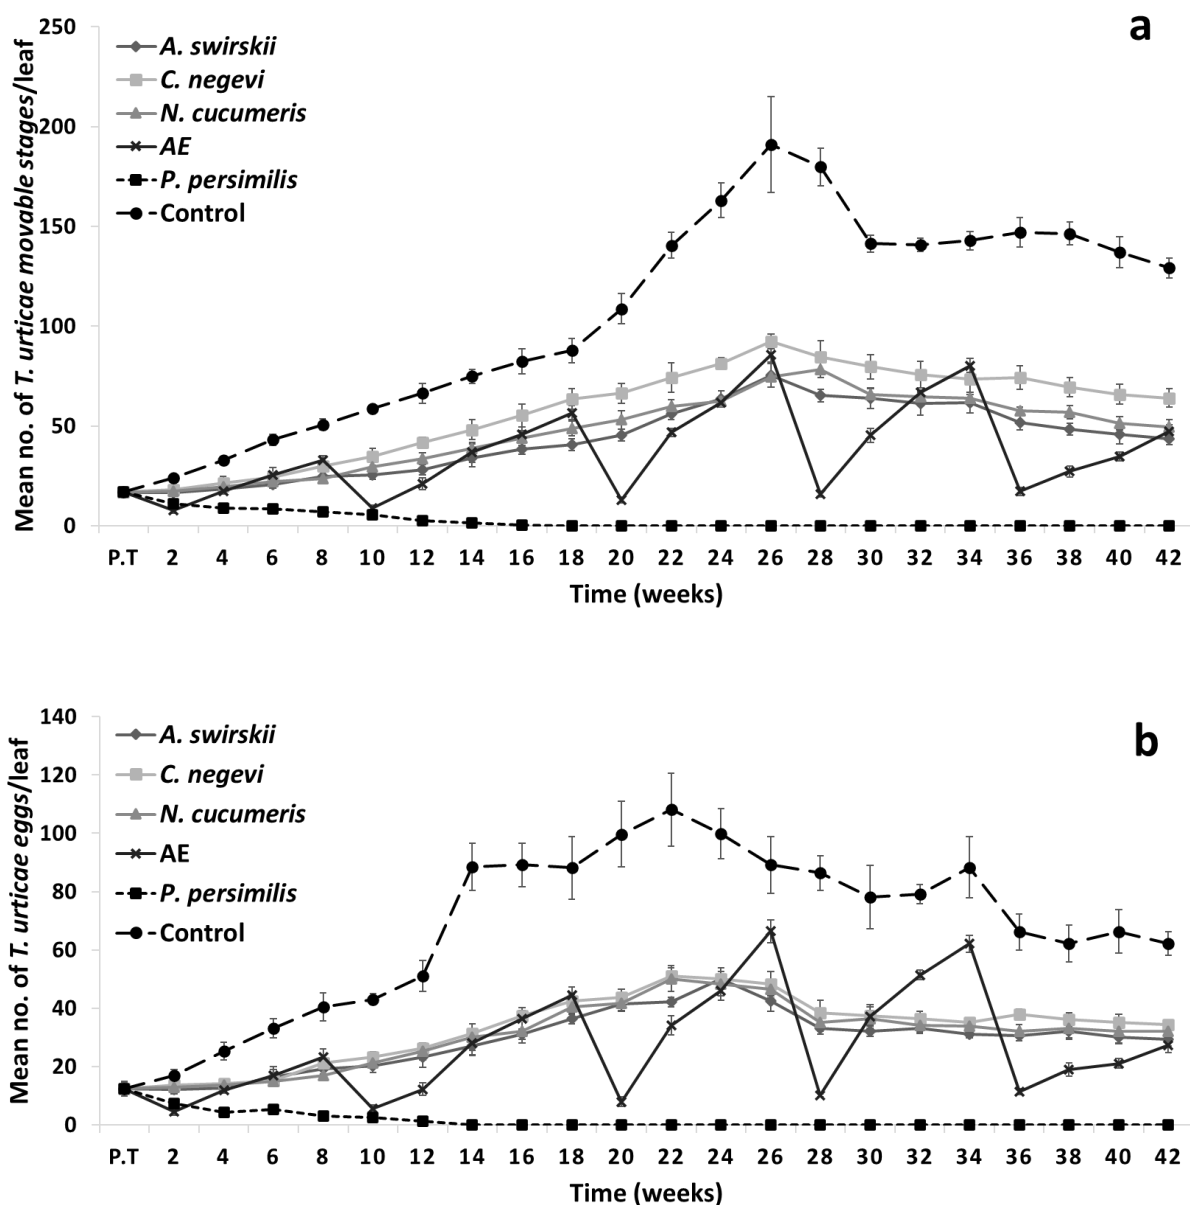 a
Mean no. of T. urticae movable stages/leaf
250
200
150
100
50
0
A. swirskii
C. negevi
N. cucumeris
AE
P. persimilis
Control
P.T 2 4 6 8 10 12 14 16 18 20 22 24 26 28 30 32 34 36 38 40 42
Time (weeks)
b
Mean no. of T. urticae eggs/leaf
140
120
100
80
60
40
20
0
A. swirskii
C. negevi
N. cucumeris
AE
P. persimilis
Control
P.T 2 4 6 8 10 12 14 16 18 20 22 24 26 28 30 32 34 36 38 40 42
Time (weeks)